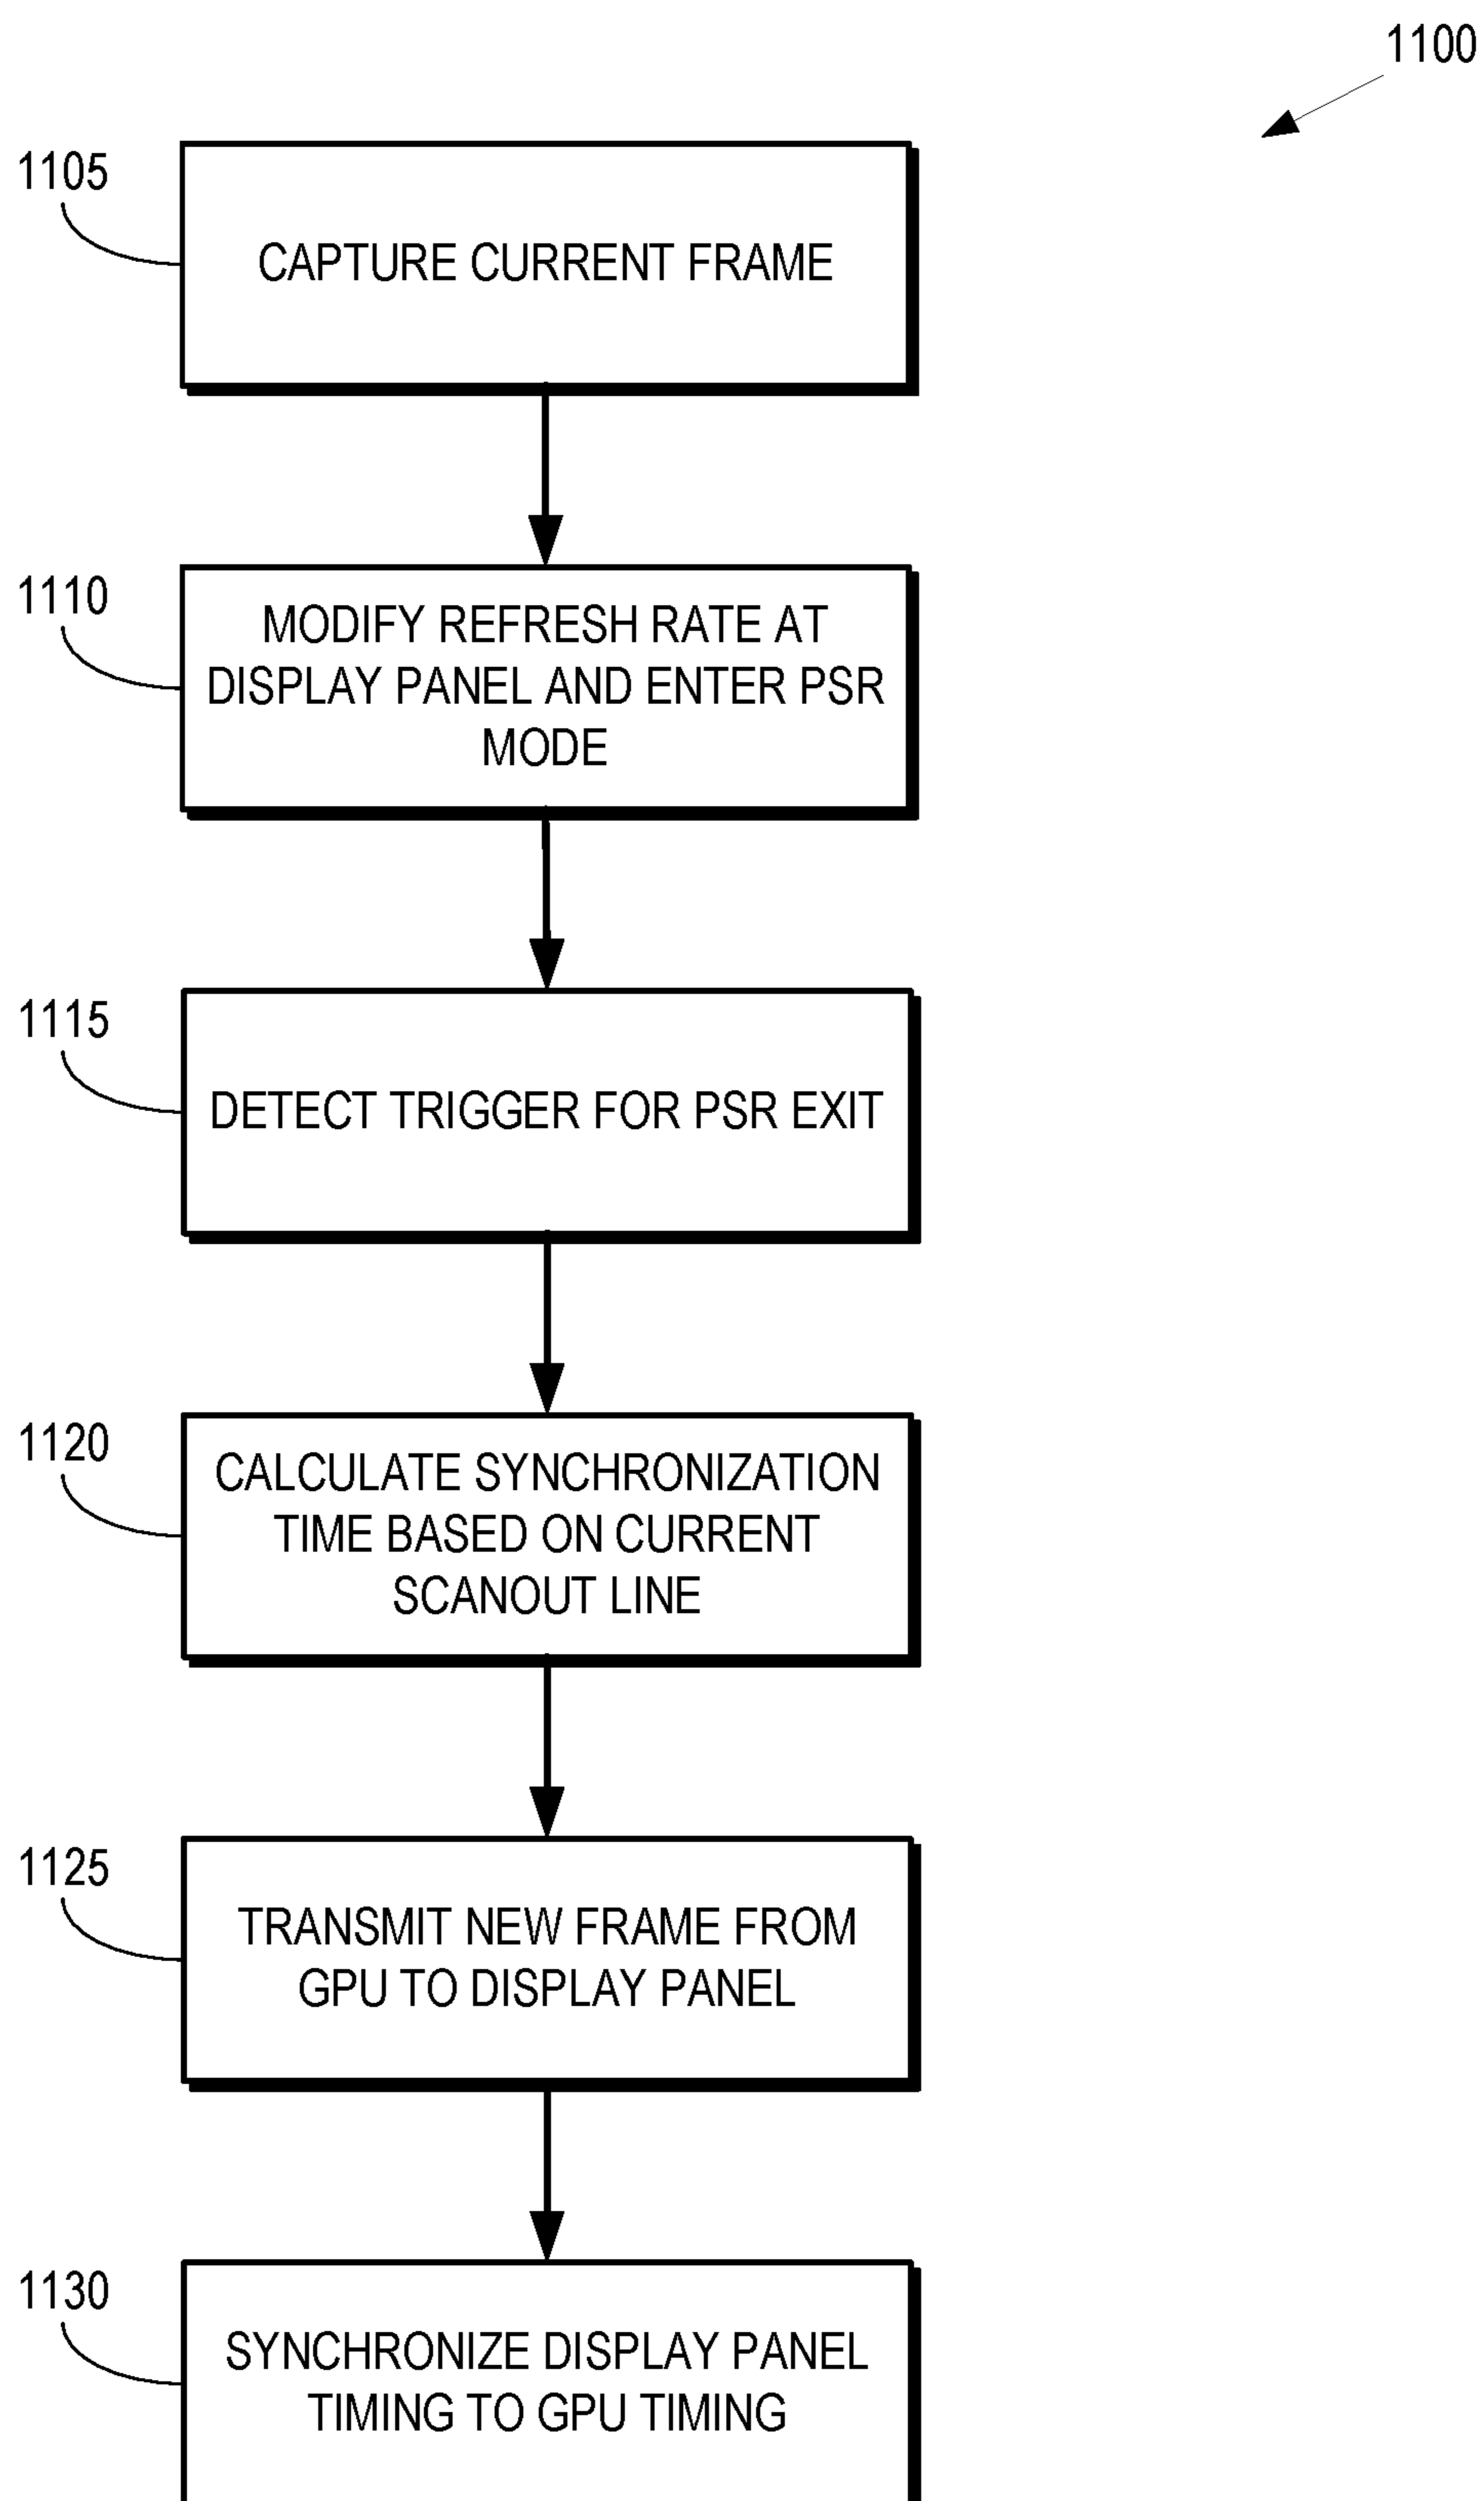 1100
1105
CAPTURE CURRENT FRAME
1110
MODIFY REFRESH RATE AT
DISPLAY PANEL AND ENTER PSR
MODE
1115
DETECT TRIGGER FOR PSR EXIT
1120
CALCULATE SYNCHRONIZATION
TIME BASED ON CURRENT
SCANOUT LINE
1125
TRANSMIT NEW FRAME FROM
GPU TO DISPLAY PANEL
1130
SYNCHRONIZE DISPLAY PANEL
TIMING TO GPU TIMING